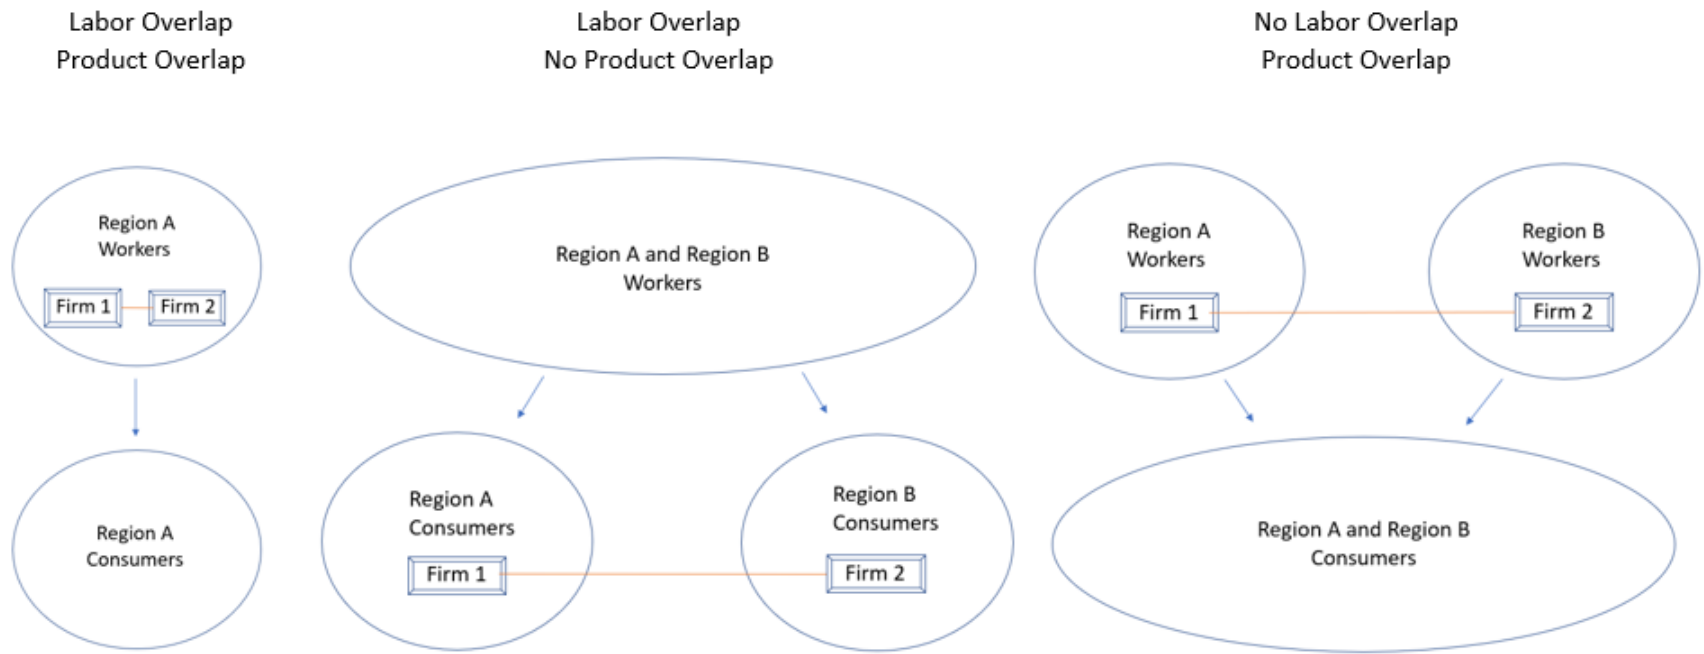 Labor Overlap
Product Overlap
Labor Overlap
No Product Overlap
No Labor Overlap
Product Overlap
Region A
Workers
Firm 1
Firm 2
Region A
Consumers
Region A and Region B
Workers
Region A
Consumers
Firm 1
Region B
Consumers
Firm 2
Region A
Workers
Firm 1
Region B
Workers
Firm 2
Region A and Region B
Consumers